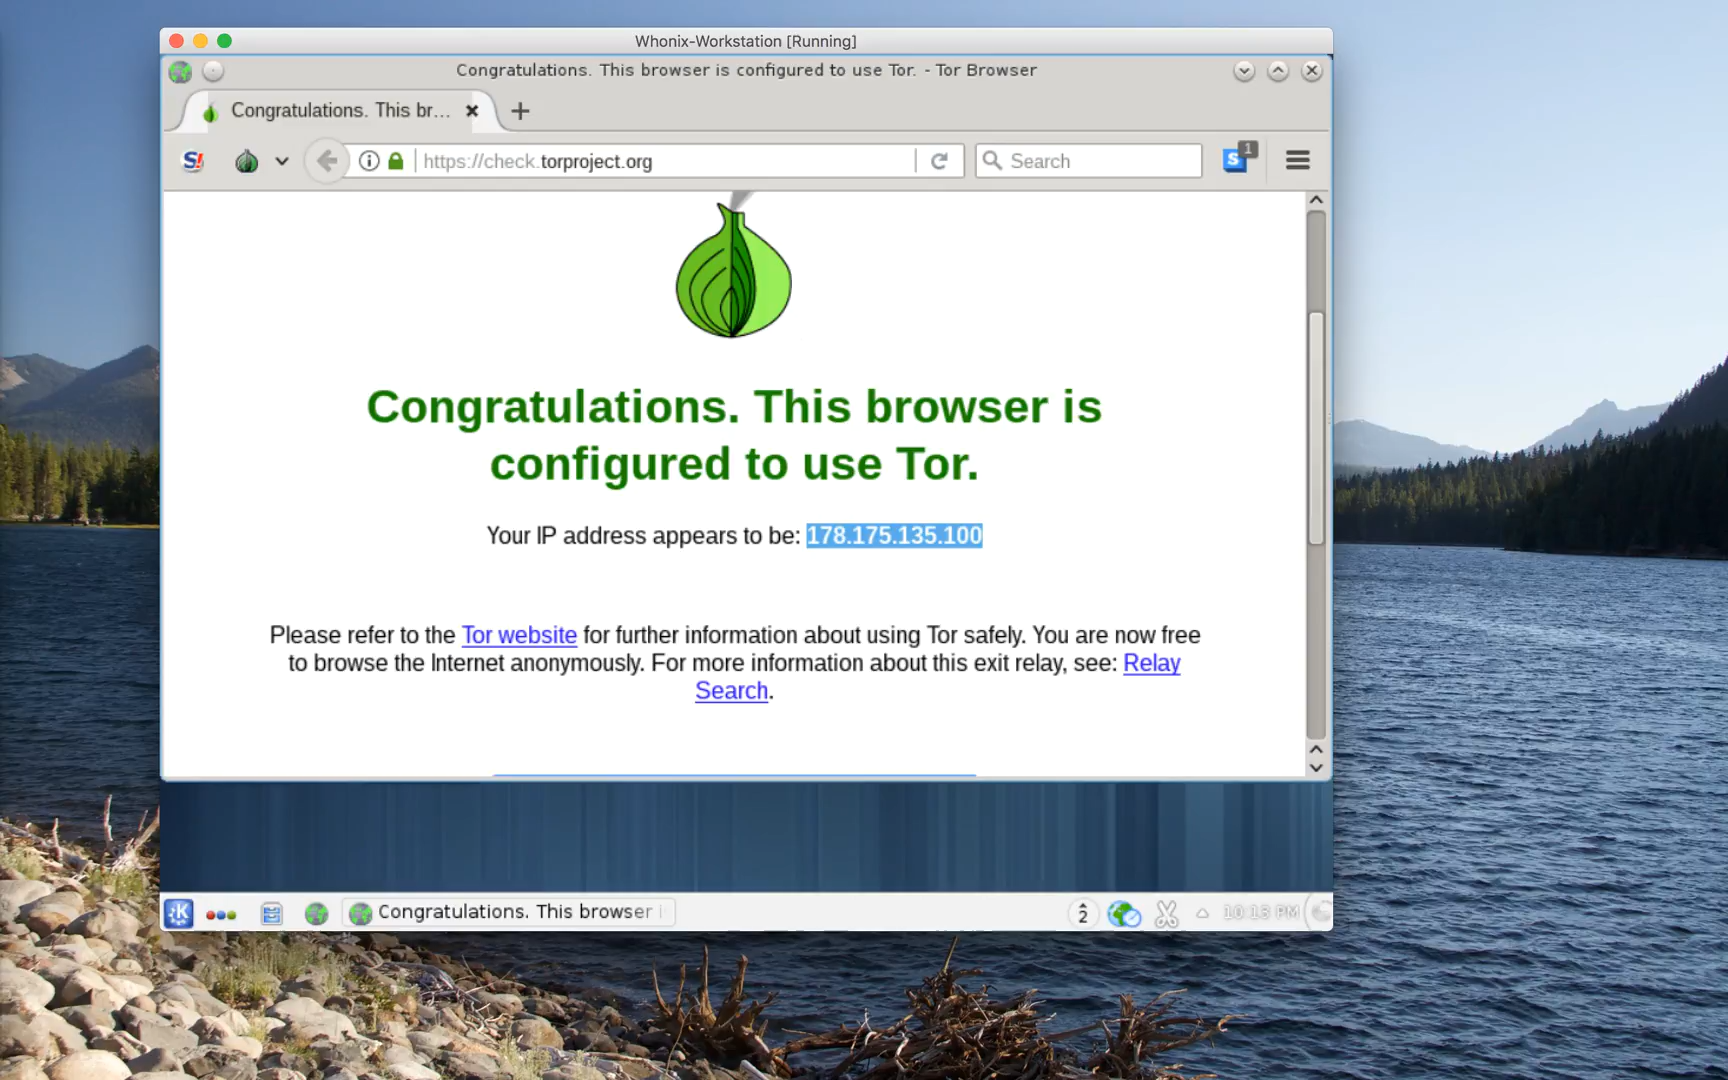 Whonix-Workstation [Running]
Congratulations. This browser is configured to use Tor. - Tor Browser
Congratulations. This br...
S!
https://check.torproject.org
Search
S 1
Congratulations. This browser is
configured to use Tor.
Your IP address appears to be: 178.175.135.100
Please refer to the Tor website for further information about using Tor safely. You are now free
to browse the Internet anonymously. For more information about this exit relay, see: Relay
Search.
K
Congratulations. This browser
2
10:13 PM